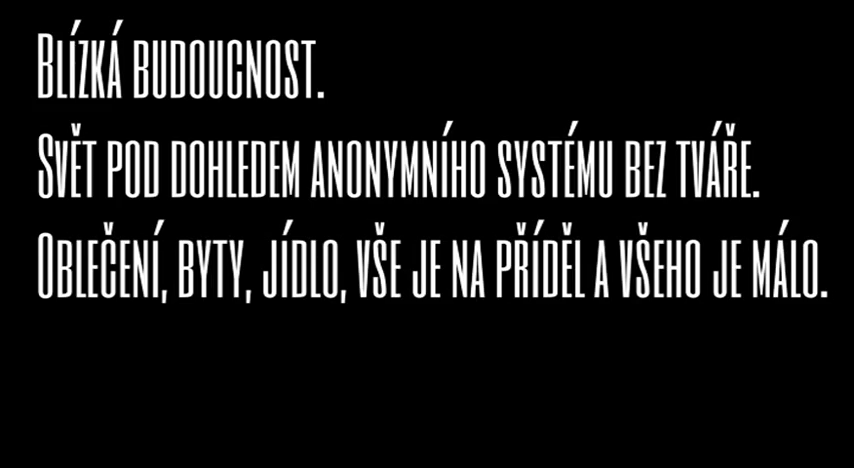 Blízká budoucnost.
Svět pod dohledem anonymního systému bez tváře.
Oblečení, byty, jídlo, vše je na příděl a všeho je málo.